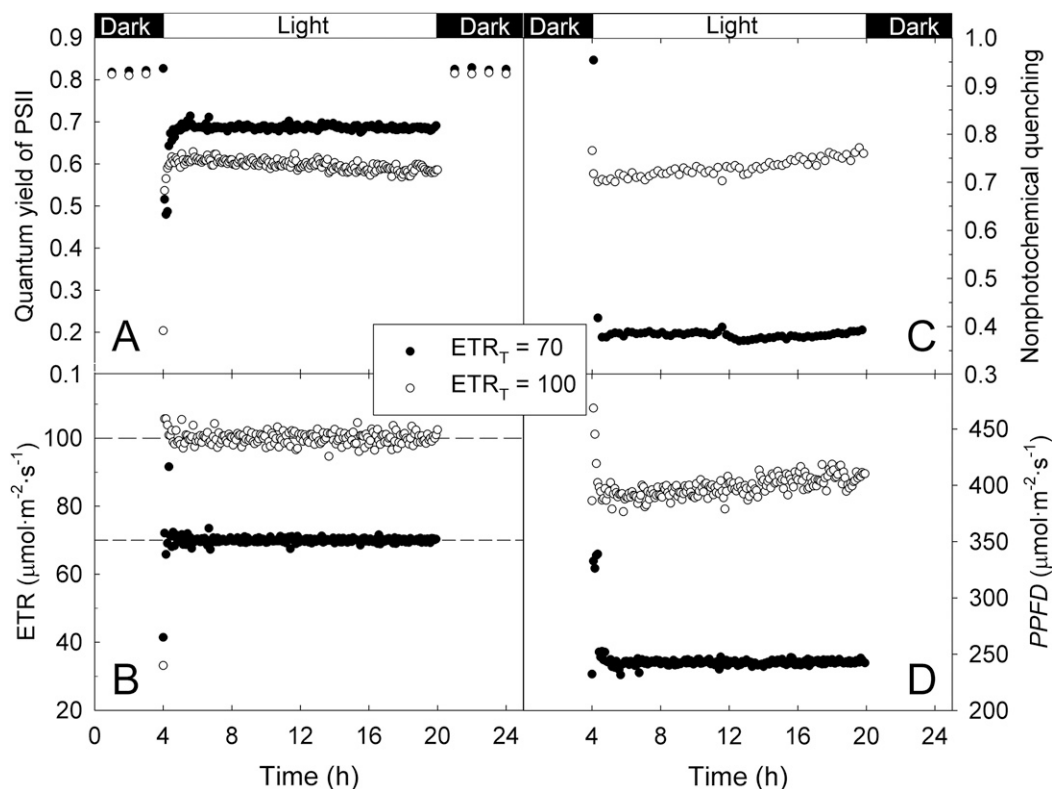 Dark Light Dark Dark Light Dark
A
Quantum yield of PSII
0.9
0.8
0.7
0.6
0.5
0.4
0.3
0.2
0.1
C
Nonphotochemical quenching
1.0
0.9
0.8
0.7
0.6
0.5
0.4
0.3
ETR_T = 70
ETR_T = 100
B
ETR (μmol·m⁻²·s⁻¹)
100
80
60
40
20
0 4 8 12 16 20 24
Time (h)
D
PPFD (μmol·m⁻²·s⁻¹)
450
400
350
300
250
200
4 8 12 16 20 24
Time (h)